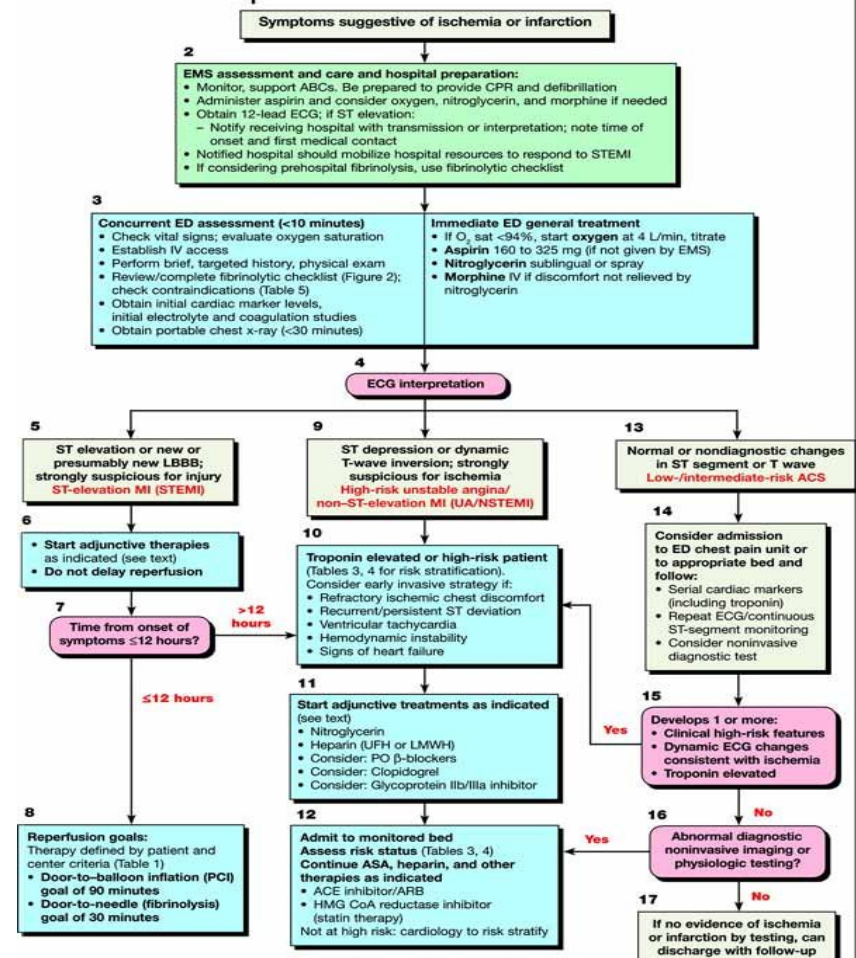 Symptoms suggestive of ischemia or infarction
2
EMS assessment and care and hospital preparation:
• Monitor, support ABCs. Be prepared to provide CPR and defibrillation
• Administer aspirin and consider oxygen, nitroglycerin, and morphine if needed
• Obtain 12-lead ECG; if ST elevation:
– Notify receiving hospital with transmission or interpretation; note time of
onset and first medical contact
• Notified hospital should mobilize hospital resources to respond to STEMI
• If considering prehospital fibrinolysis, use fibrinolytic checklist
3
Concurrent ED assessment (<10 minutes)
• Check vital signs; evaluate oxygen saturation
• Establish IV access
• Perform brief, targeted history, physical exam
• Review/complete fibrinolytic checklist (Figure 2);
check contraindications (Table 5)
• Obtain initial cardiac marker levels,
initial electrolyte and coagulation studies
• Obtain portable chest x-ray (<30 minutes)
Immediate ED general treatment
• If O2 sat <94%, start oxygen at 4 L/min, titrate
• Aspirin 160 to 325 mg (if not given by EMS)
• Nitroglycerin sublingual or spray
• Morphine IV if discomfort not relieved by
nitroglycerin
4
ECG interpretation
5
ST elevation or new or
presumably new LBBB;
strongly suspicious for injury
ST-elevation MI (STEMI)
6
• Start adjunctive therapies
as indicated (see text)
• Do not delay reperfusion
7
Time from onset of
symptoms ≤12 hours?
>12
hours
≤12 hours
8
Reperfusion goals:
Therapy defined by patient and
center criteria (Table 1)
• Door-to–balloon inflation (PCI)
goal of 90 minutes
• Door-to-needle (fibrinolysis)
goal of 30 minutes
9
ST depression or dynamic
T-wave inversion; strongly
suspicious for ischemia
High-risk unstable angina/
non–ST-elevation MI (UA/NSTEMI)
10
Troponin elevated or high-risk patient
(Tables 3, 4 for risk stratification).
Consider early invasive strategy if:
• Refractory ischemic chest discomfort
• Recurrent/persistent ST deviation
• Ventricular tachycardia
• Hemodynamic instability
• Signs of heart failure
11
Start adjunctive treatments as indicated
(see text)
• Nitroglycerin
• Heparin (UFH or LMWH)
• Consider: PO β-blockers
• Consider: Clopidogrel
• Consider: Glycoprotein IIb/IIIa inhibitor
12
Admit to monitored bed
Assess risk status (Tables 3, 4)
Continue ASA, heparin, and other
therapies as indicated
• ACE inhibitor/ARB
• HMG CoA reductase inhibitor
(statin therapy)
Not at high risk: cardiology to risk stratify
13
Normal or nondiagnostic changes
in ST segment or T wave
Low-/intermediate-risk ACS
14
Consider admission
to ED chest pain unit or
to appropriate bed and
follow:
• Serial cardiac markers
(including troponin)
• Repeat ECG/continuous
ST-segment monitoring
• Consider noninvasive
diagnostic test
15
Develops 1 or more:
• Clinical high-risk features
• Dynamic ECG changes
consistent with ischemia
• Troponin elevated
Yes
No
16
Abnormal diagnostic
noninvasive imaging or
physiologic testing?
Yes
No
17
If no evidence of ischemia
or infarction by testing, can
discharge with follow-up